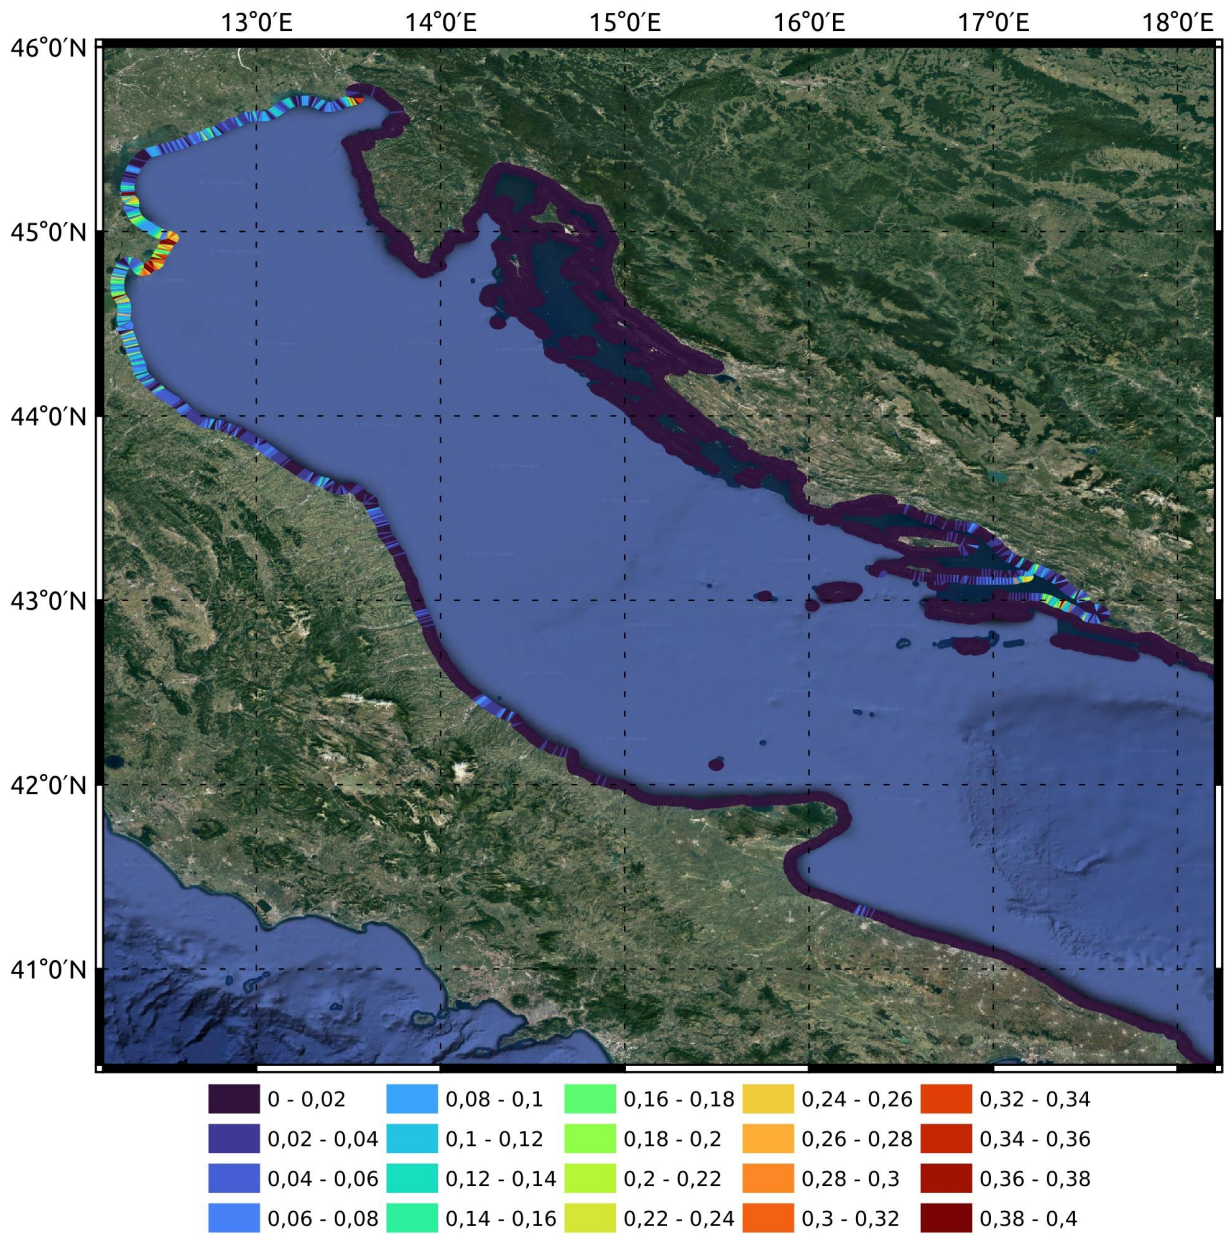 13°0′E 14°0′E 15°0′E 16°0′E 17°0′E 18°0′E
46°0′N
45°0′N
44°0′N
43°0′N
42°0′N
41°0′N
0 - 0,02 0,08 - 0,1 0,16 - 0,18 0,24 - 0,26 0,32 - 0,34
0,02 - 0,04 0,1 - 0,12 0,18 - 0,2 0,26 - 0,28 0,34 - 0,36
0,04 - 0,06 0,12 - 0,14 0,2 - 0,22 0,28 - 0,3 0,36 - 0,38
0,06 - 0,08 0,14 - 0,16 0,22 - 0,24 0,3 - 0,32 0,38 - 0,4